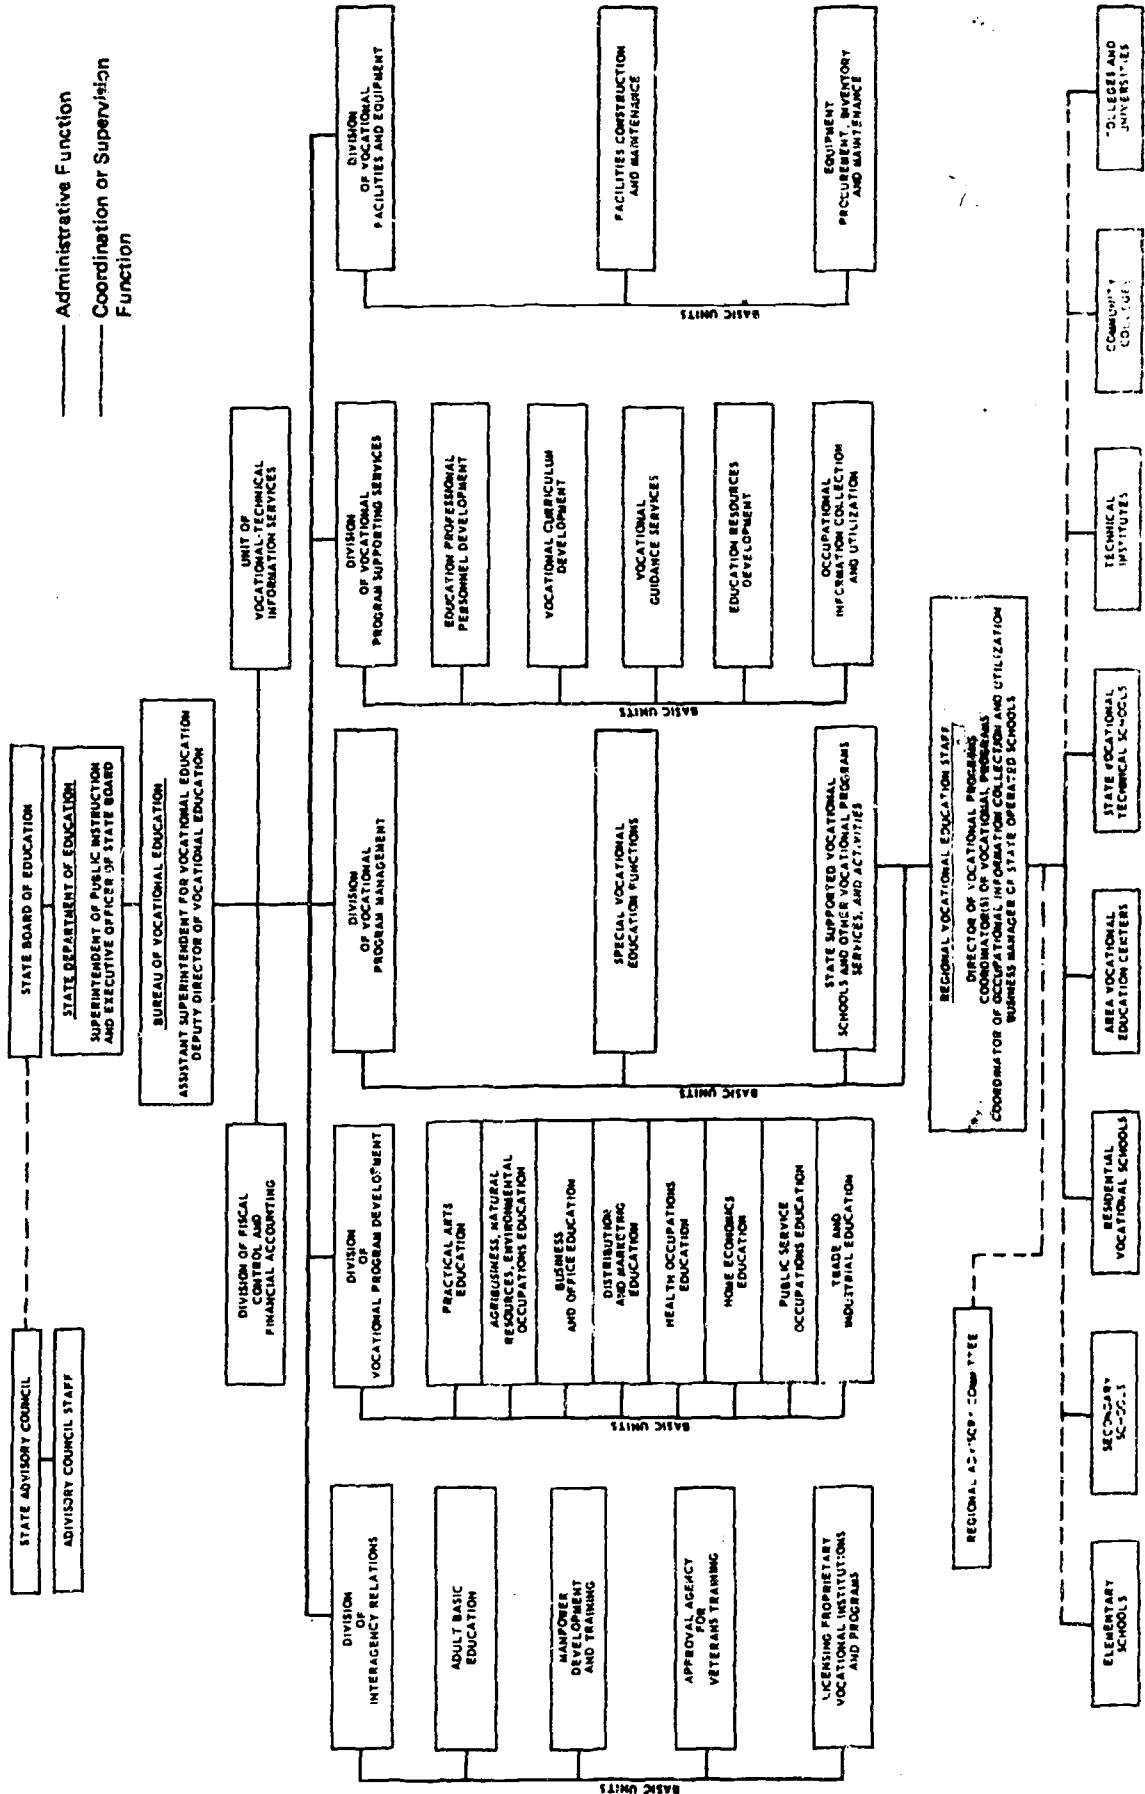 STATE ADVISORY COUNCIL
ADIVISORY COUNCIL STAFF
STATE BOARD OF EDUCATION
STATE DEPARTMENT OF EDUCATION
SUPERINTENDENT OF PUBLIC INSTRUCTION
AND EXECUTIVE OFFICER OF STATE BOARD
BUREAU OF VOCATIONAL EDUCATION
ASSISTANT SUPERINTENDENT FOR VOCATIONAL EDUCATION
DEPUTY DIRECTOR OF VOCATIONAL EDUCATION
Administrative Function
Coordination or Supervision
Function
DIVISION OF FISCAL
CONTROL AND
FINANCIAL ACCOUNTING
UNIT OF
VOCATIONAL-TECHNICAL
INFORMATION SERVICES
DIVISION
OF
INTERAGENCY RELATIONS
ADULT BASIC
EDUCATION
MANPOWER
DEVELOPMENT
AND TRAINING
APPROVAL AGENCY
FOR
VETERANS TRAINING
LICENSING PROPRIETARY
VOCATIONAL INSTITUTIONS
AND PROGRAMS
BASIC UNITS
DIVISION
OF
VOCATIONAL PROGRAM DEVELOPMENT
PRACTICAL ARTS
EDUCATION
AGRIBUSINESS, NATURAL
RESOURCES, ENVIRONMENTAL
OCCUPATIONS EDUCATION
BUSINESS
AND OFFICE EDUCATION
DISTRIBUTION
AND MARKETING
EDUCATION
HEALTH OCCUPATIONS
EDUCATION
HOME ECONOMICS
EDUCATION
PUBLIC SERVICE
OCCUPATIONS EDUCATION
TRADE AND
INDUSTRIAL EDUCATION
BASIC UNITS
DIVISION
OF VOCATIONAL
PROGRAM MANAGEMENT
SPECIAL VOCATIONAL
EDUCATION FUNCTIONS
STATE SUPPORTED VOCATIONAL
SCHOOLS AND OTHER VOCATIONAL PROGRAMS
SERVICES, AND ACTIVITIES
BASIC UNITS
DIVISION
OF VOCATIONAL
PROGRAM SUPPORTING SERVICES
EDUCATION PROFESSIONAL
PERSONNEL DEVELOPMENT
VOCATIONAL CURRICULUM
DEVELOPMENT
VOCATIONAL
GUIDANCE SERVICES
EDUCATION RESOURCES
DEVELOPMENT
OCCUPATIONAL
INFORMATION COLLECTION
AND UTILIZATION
BASIC UNITS
DIVISION
OF VOCATIONAL
FACILITIES AND EQUIPMENT
FACILITIES CONSTRUCTION
AND MAINTENANCE
EQUIPMENT
PROCUREMENT, INVENTORY
AND MAINTENANCE
BASIC UNITS
REGIONAL VOCATIONAL EDUCATION STAFF
DIRECTOR OF VOCATIONAL PROGRAMS
COORDINATOR(S) OF VOCATIONAL PROGRAMS
COORDINATOR OF OCCUPATIONAL INFORMATION COLLECTION AND UTILIZATION
BUSINESS MANAGER OF STATE OPERATED SCHOOLS
REGIONAL ADVISORY COMMITTEE
ELEMENTARY
SCHOOLS
SECONDARY
SCHOOLS
RESIDENTIAL
VOCATIONAL SCHOOLS
AREA VOCATIONAL
EDUCATION CENTERS
STATE VOCATIONAL
TECHNICAL SCHOOLS
TECHNICAL
INSTITUTES
COMMUNITY
COLLEGES
COLLEGES AND
UNIVERSITIES